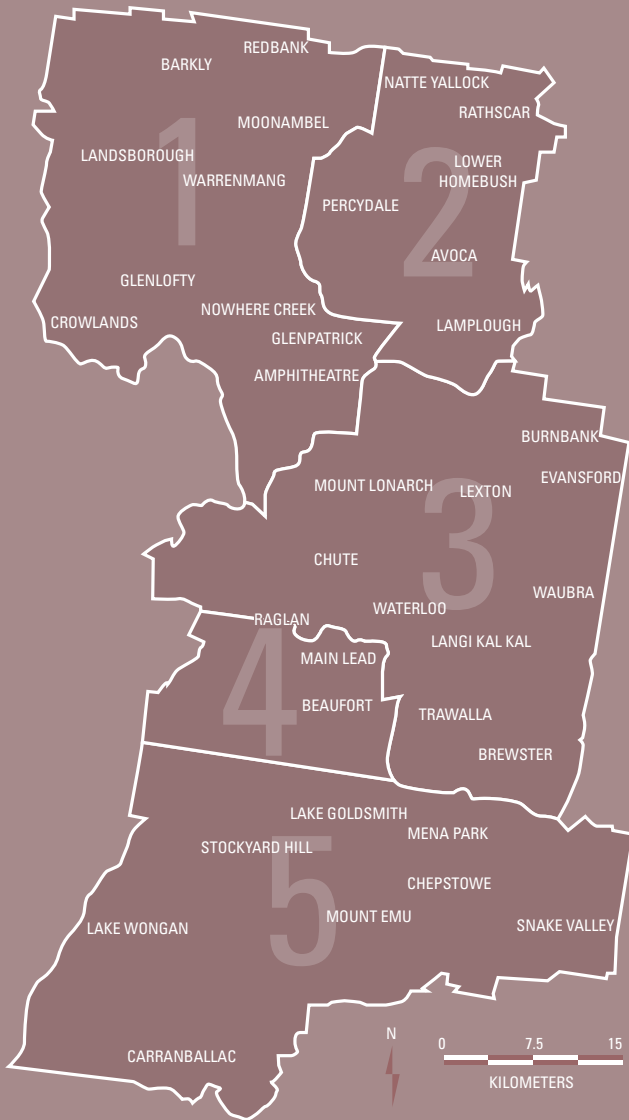 REDBANK
BARKLY
NATTE YALLOCK
RATHSCAR
MOONAMBEL
1
LANDSBOROUGH
WARRENMANG
2
LOWER
HOMEBUSH
PERCYDALE
AVOCA
GLENLOFTY
NOWHERE CREEK
CROWLANDS
LAMPLOUGH
GLENPATRICK
AMPHITHEATRE
BURNBANK
EVANSFORD
MOUNT LONARCH
LEXTON
3
CHUTE
WAUBRA
WATERLOO
RAGLAN
LANGI KAL KAL
4
MAIN LEAD
BEAUFORT
TRAWALLA
BREWSTER
LAKE GOLDSMITH
MENA PARK
STOCKYARD HILL
5
CHEPSTOWE
MOUNT EMU
SNAKE VALLEY
LAKE WONGAN
CARRANBALLAC
N
0 7.5 15
KILOMETERS